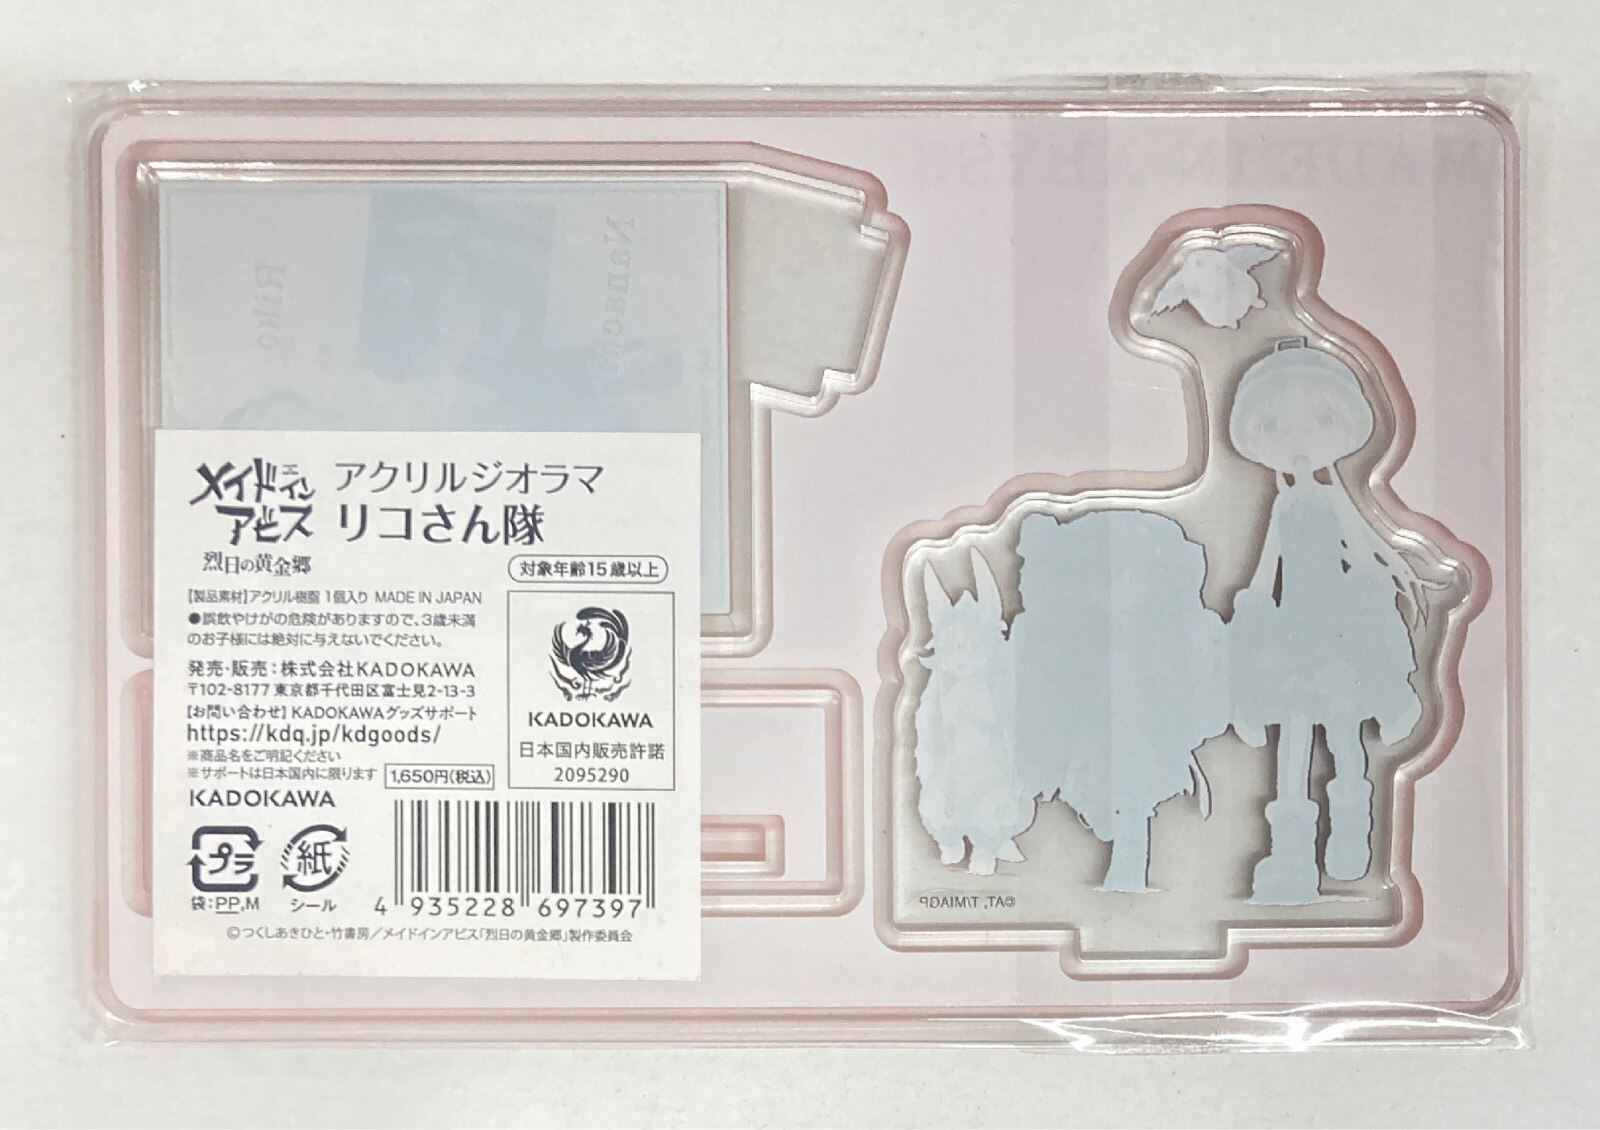 MADE IN ABYSS
Nanachi
Riko
メイドインアビス
烈日の黄金郷
アクリルジオラマ
リコさん隊
対象年齢15歳以上
【製品素材】アクリル樹脂 1個入り MADE IN JAPAN
●誤飲やけがの危険がありますので、3歳未満
のお子様には絶対に与えないでください。
発売・販売：株式会社KADOKAWA
〒102-8177 東京都千代田区富士見2-13-3
【お問い合わせ】KADOKAWAグッズサポート
https://kdq.jp/kdgoods/
※商品名をご明記ください
※サポートは日本国内に限ります
1,650円(税込)
KADOKAWA
KADOKAWA
日本国内販売許諾
2095290
プラ
袋：PP,M
紙
シール
4 935228 697397
©つくしあきひと・竹書房／メイドインアビス「烈日の黄金郷」製作委員会
©AT, T/MIAGP